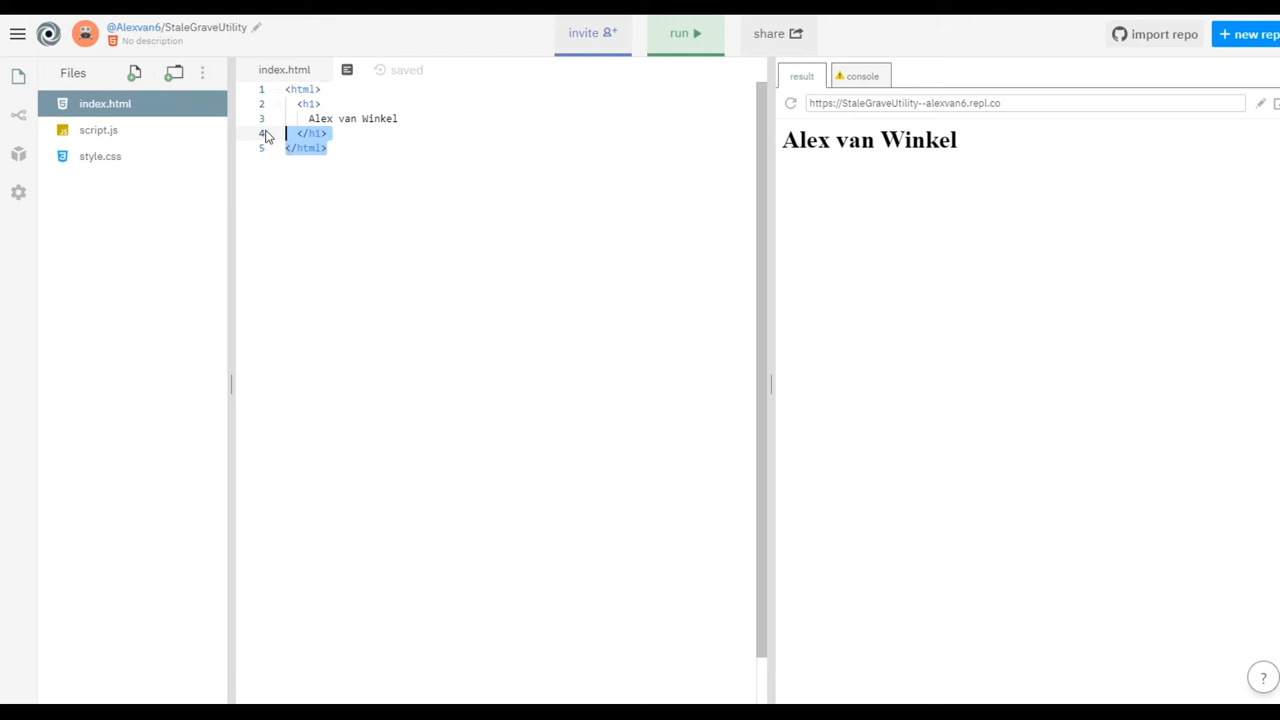 @Alexvan6/StaleGraveUtility
No description
invite
run
share
import repo
+ new rep
Files
index.html
script.js
style.css
index.html
saved
1 <html>
2 <h1>
3 Alex van Winkel
4 </h1>
5 </html>
result
console
https://StaleGraveUtility--alexvan6.repl.co
Alex van Winkel
?